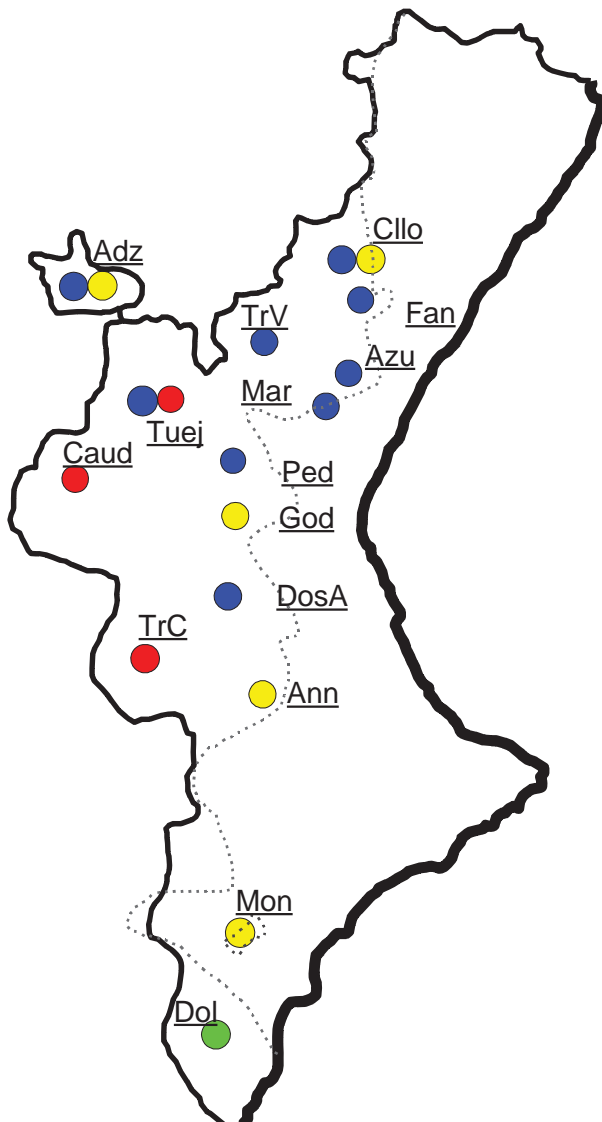 Cllo
Adz
Fan
TrV
Azu
Mar
Tuej
Caud
Ped
God
DosA
TrC
Ann
Mon
Dol